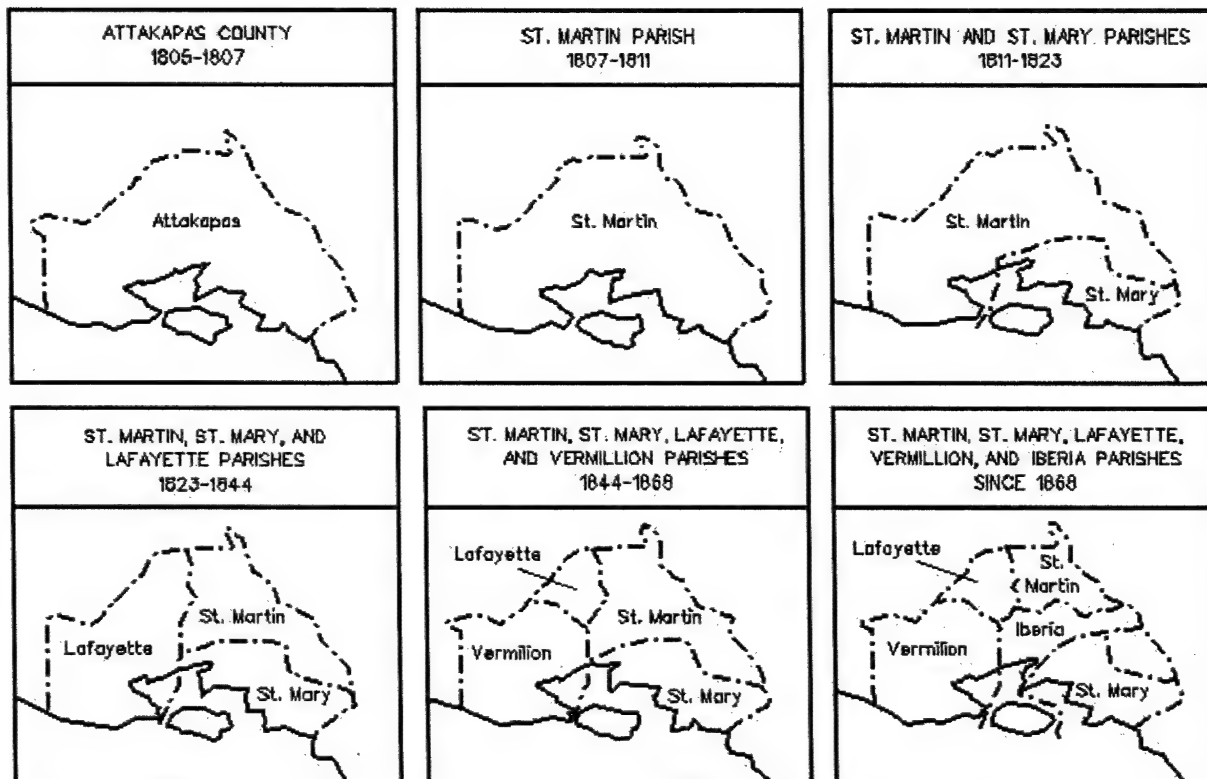 ATTAKAPAS COUNTY
1805-1807
Attakapas
ST. MARTIN PARISH
1807-1811
St. Martin
ST. MARTIN AND ST. MARY PARISHES
1811-1823
St. Martin
St. Mary
ST. MARTIN, ST. MARY, AND
LAFAYETTE PARISHES
1823-1844
St. Martin
Lafayette
St. Mary
ST. MARTIN, ST. MARY, LAFAYETTE,
AND VERMILLION PARISHES
1844-1868
Lafayette
St. Martin
Vermilion
St. Mary
ST. MARTIN, ST. MARY, LAFAYETTE,
VERMILLION, AND IBERIA PARISHES
SINCE 1868
Lafayette
St.
Martin
Iberia
Vermilion
St. Mary